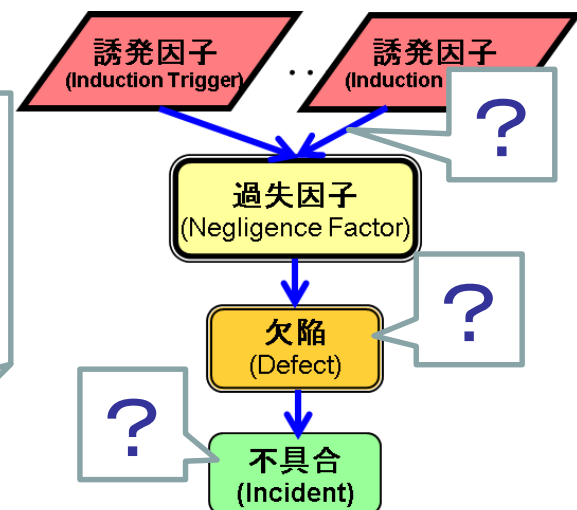 誘発因子
(Induction Trigger)
‥
誘発因子
(Induction
?
過失因子
(Negligence Factor)
欠陥
(Defect)
?
?
不具合
(Incident)